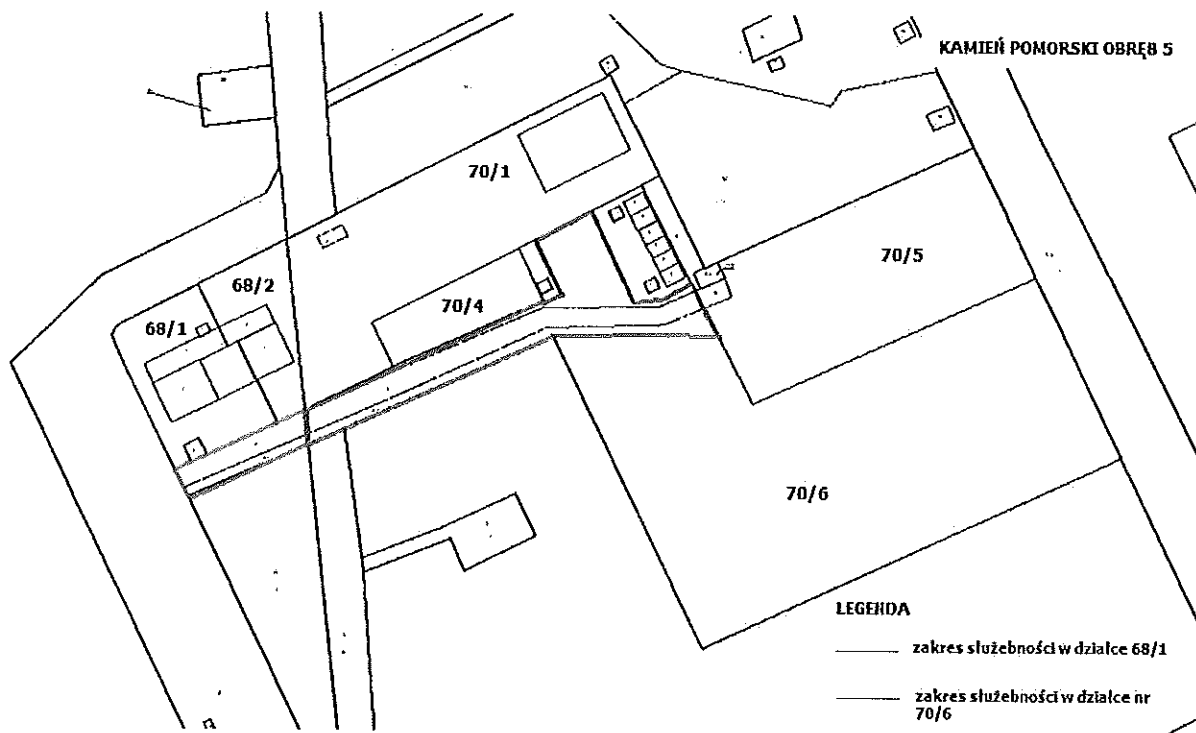 KAMIEŃ POMORSKI OBRĘB 5
70/1
70/5
68/2
70/4
68/1
70/6
LEGENDA
zakres służebności w działce 68/1
zakres służebności w działce nr
70/6